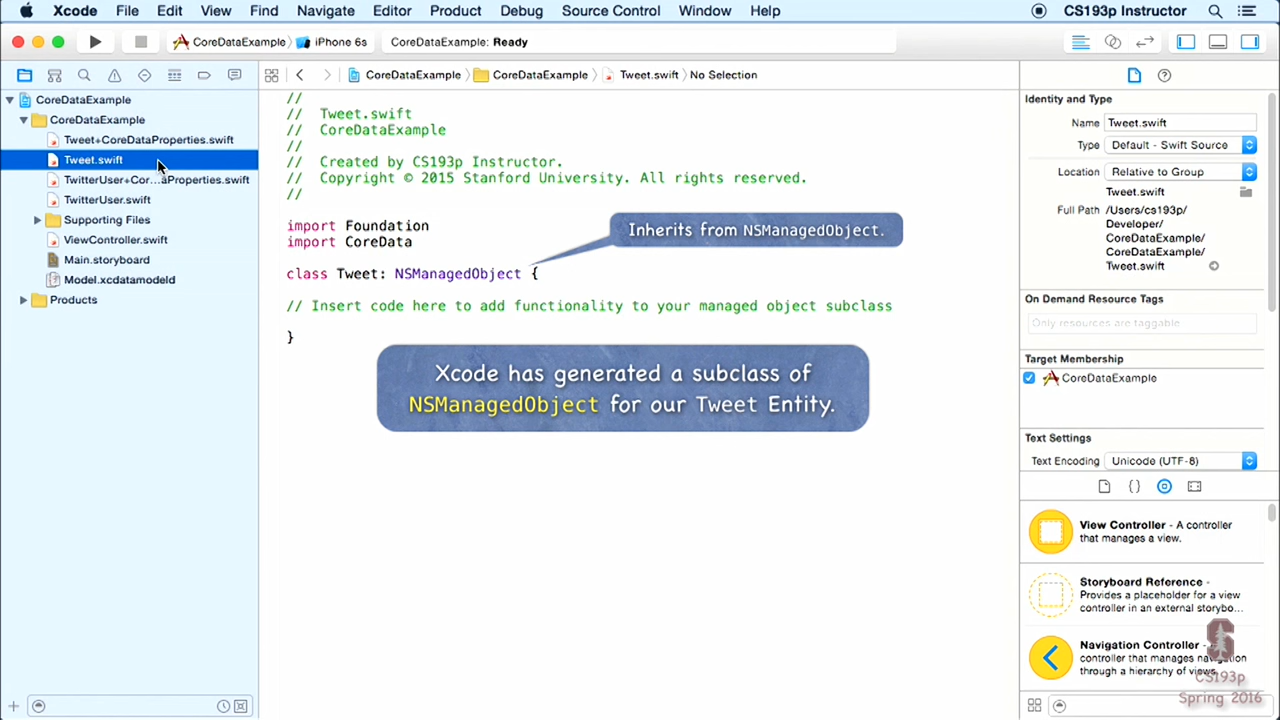 Xcode File Edit View Find Navigate Editor Product Debug Source Control Window Help CS193p Instructor
CoreDataExample iPhone 6s CoreDataExample: Ready
CoreDataExample CoreDataExample Tweet.swift No Selection
CoreDataExample
CoreDataExample
Tweet+CoreDataProperties.swift
Tweet.swift
TwitterUser+Cor...aProperties.swift
TwitterUser.swift
Supporting Files
ViewController.swift
Main.storyboard
Model.xcdatamodeld
Products
//
// Tweet.swift
// CoreDataExample
//
// Created by CS193p Instructor.
// Copyright © 2015 Stanford University. All rights reserved.
//
import Foundation
import CoreData
class Tweet: NSManagedObject {
// Insert code here to add functionality to your managed object subclass
}
Inherits from NSManagedObject.
Xcode has generated a subclass of
NSManagedObject for our Tweet Entity.
Identity and Type
Name Tweet.swift
Type Default - Swift Source
Location Relative to Group
Tweet.swift
Full Path /Users/cs193p/
Developer/
CoreDataExample/
CoreDataExample/
Tweet.swift
On Demand Resource Tags
Only resources are taggable
Target Membership
CoreDataExample
Text Settings
Text Encoding Unicode (UTF-8)
View Controller - A controller
that manages a view.
Storyboard Reference -
Provides a placeholder for a view
controller in an external storybo...
Navigation Controller -
controller that manages navigation
through a hierarchy of views.
CS193p
Spring 2016